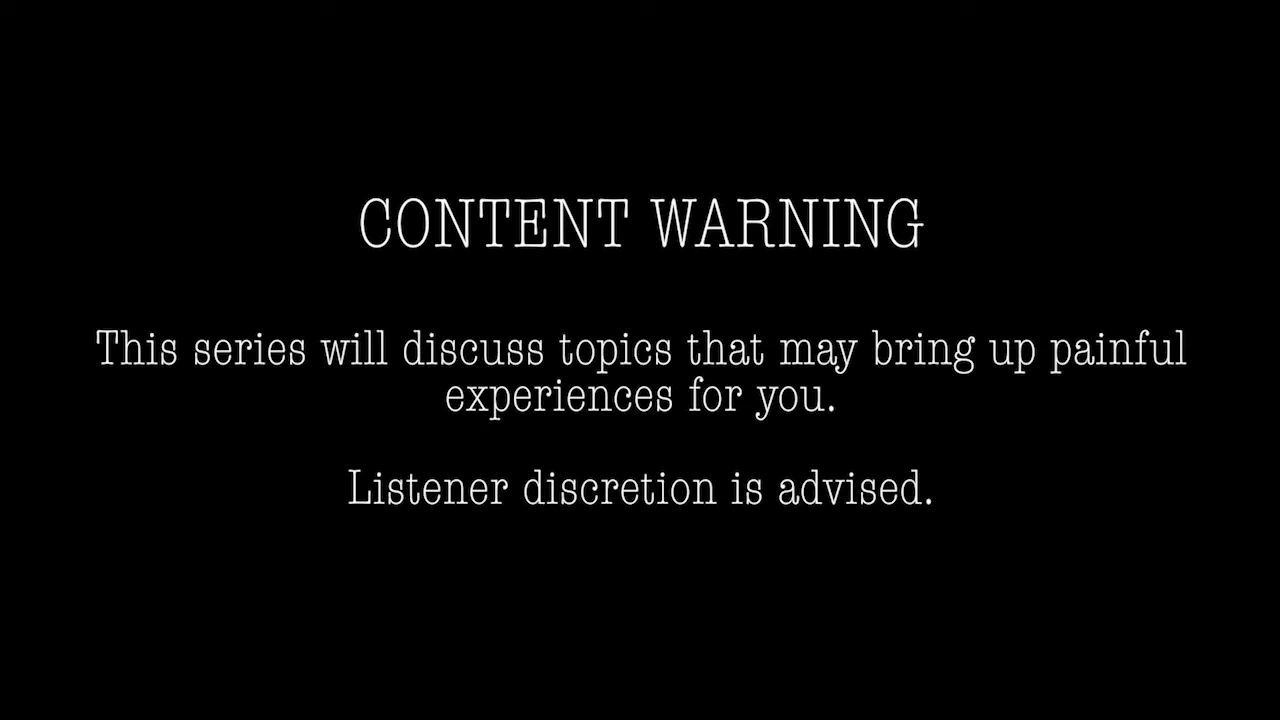 CONTENT WARNING
This series will discuss topics that may bring up painful
experiences for you.
Listener discretion is advised.